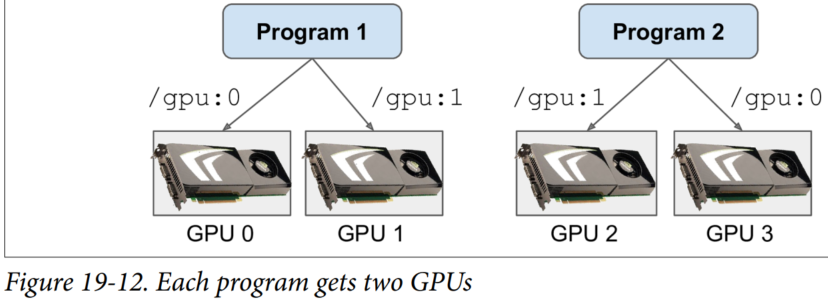 Program 1 Program 2
/gpu:0 /gpu:1 /gpu:1 /gpu:0
GPU 0 GPU 1 GPU 2 GPU 3
Figure 19-12. Each program gets two GPUs